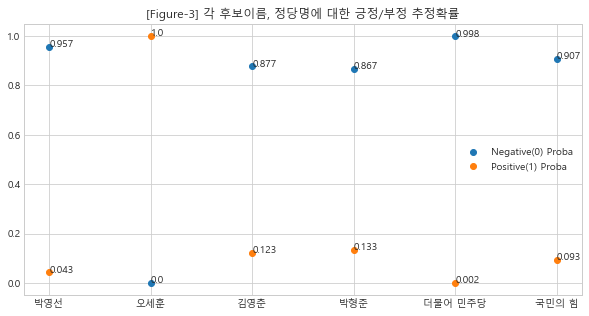 [Figure-3] 각 후보이름, 정당명에 대한 긍정/부정 추정확률
1.0
0.8
0.6
0.4
0.2
0.0
0.957
1.0
0.877
0.867
0.998
0.907
0.043
0.0
0.123
0.133
0.002
0.093
Negative(0) Proba
Positive(1) Proba
박영선
오세훈
김영춘
박형준
더불어 민주당
국민의 힘